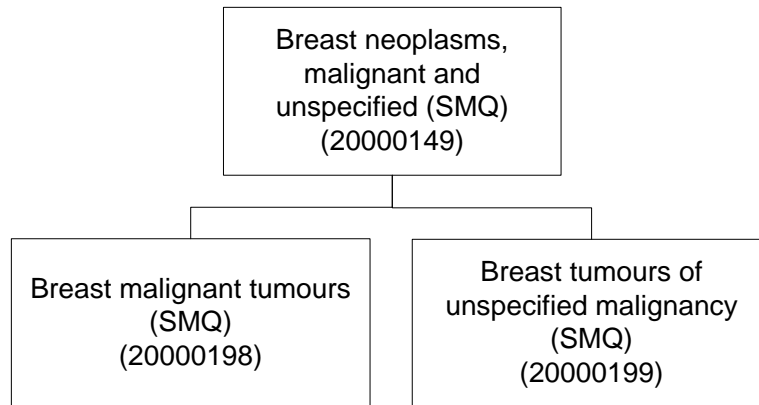 Breast neoplasms,
malignant and
unspecified (SMQ)
(20000149)
Breast malignant tumours
(SMQ)
(20000198)
Breast tumours of
unspecified malignancy
(SMQ)
(20000199)